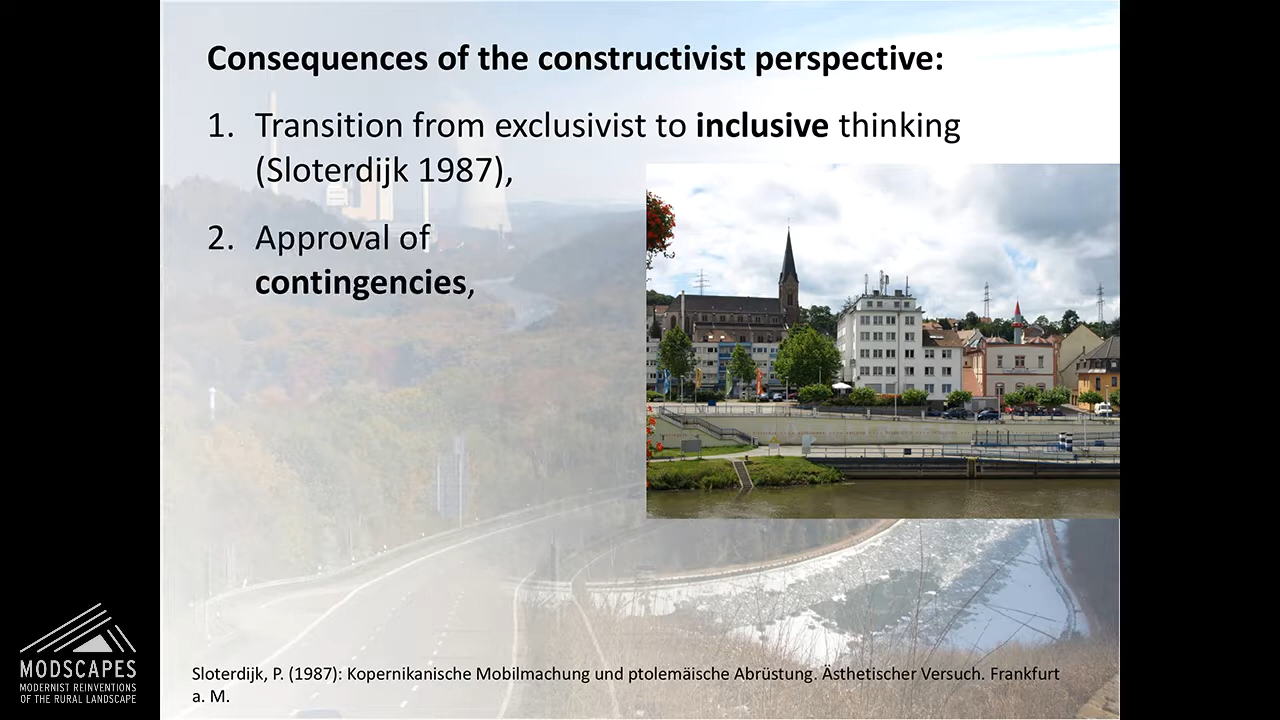 Consequences of the constructivist perspective:
1. Transition from exclusivist to inclusive thinking
(Sloterdijk 1987),
2. Approval of
contingencies,
Sloterdijk, P. (1987): Kopernikanische Mobilmachung und ptolemäische Abrüstung. Ästhetischer Versuch. Frankfurt
a. M.
MODSCAPES
MODERNIST REINVENTIONS
OF THE RURAL LANDSCAPE